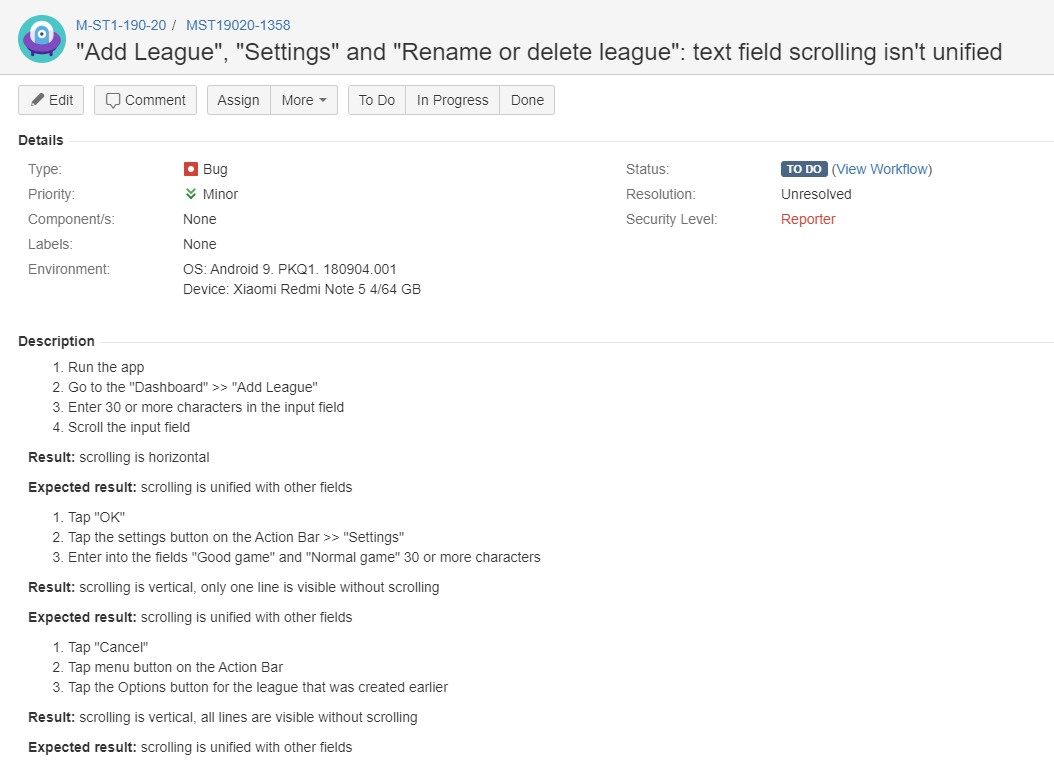 M-ST1-190-20 / MST19020-1358
"Add League", "Settings" and "Rename or delete league": text field scrolling isn't unified
Edit Comment Assign More To Do In Progress Done
Details
Type: Bug Status: TO DO (View Workflow)
Priority: Minor Resolution: Unresolved
Component/s: None Security Level: Reporter
Labels: None
Environment: OS: Android 9. PKQ1. 180904.001
Device: Xiaomi Redmi Note 5 4/64 GB
Description
1. Run the app
2. Go to the "Dashboard" >> "Add League"
3. Enter 30 or more characters in the input field
4. Scroll the input field
Result: scrolling is horizontal
Expected result: scrolling is unified with other fields
1. Tap "OK"
2. Tap the settings button on the Action Bar >> "Settings"
3. Enter into the fields "Good game" and "Normal game" 30 or more characters
Result: scrolling is vertical, only one line is visible without scrolling
Expected result: scrolling is unified with other fields
1. Tap "Cancel"
2. Tap menu button on the Action Bar
3. Tap the Options button for the league that was created earlier
Result: scrolling is vertical, all lines are visible without scrolling
Expected result: scrolling is unified with other fields